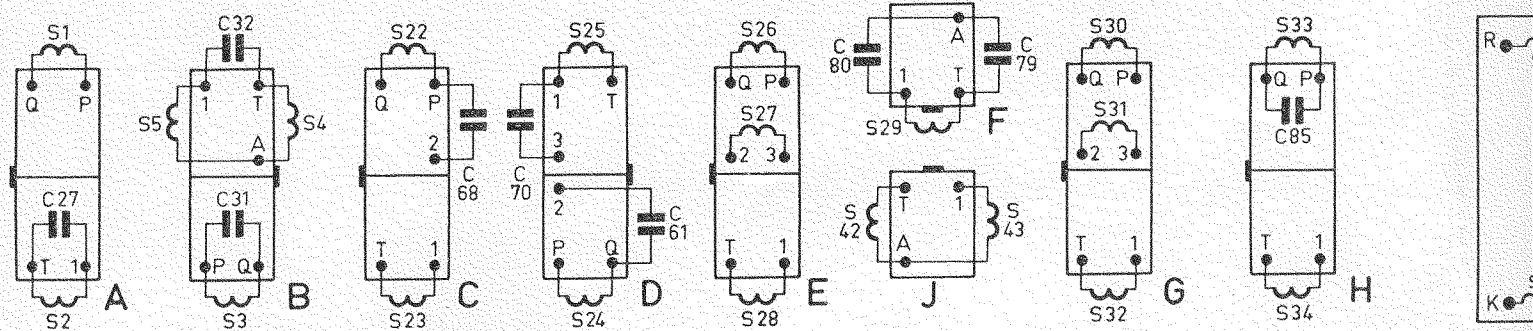 S1
Q P
C27
T 1
S2
A
C32
1 T
S5 S4
A
C31
P Q
S3
B
S22
Q P
2
C
68
T 1
S23
C
S25
1 T
3
C
70
2
C
61
P Q
S24
D
S26
Q P
S27
2 3
T 1
S28
E
A
C
80
C
79
1 T
S29
F
T 1
S
42
S
43
A
J
S30
Q P
S31
2 3
T 1
S32
G
S33
Q P
C85
T 1
S34
H
R
K